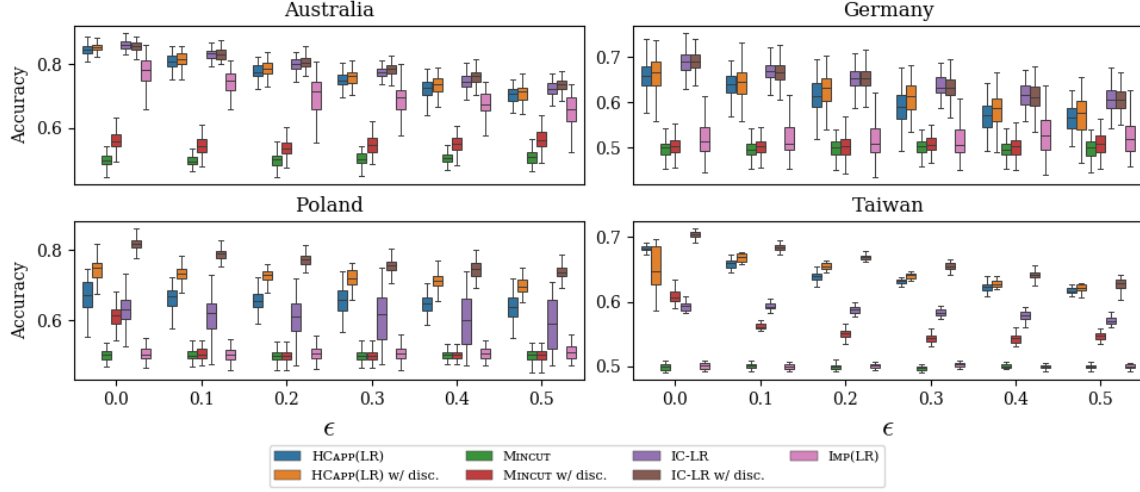 Australia
Germany
Accuracy
0.8
0.6
0.7
0.6
0.5
Poland
Taiwan
Accuracy
0.8
0.6
0.7
0.6
0.5
0.0 0.1 0.2 0.3 0.4 0.5
0.0 0.1 0.2 0.3 0.4 0.5
ϵ
ϵ
HCAPP(LR)
HCAPP(LR) w/ disc.
MINCUT
MINCUT w/ disc.
IC-LR
IC-LR w/ disc.
IMP(LR)